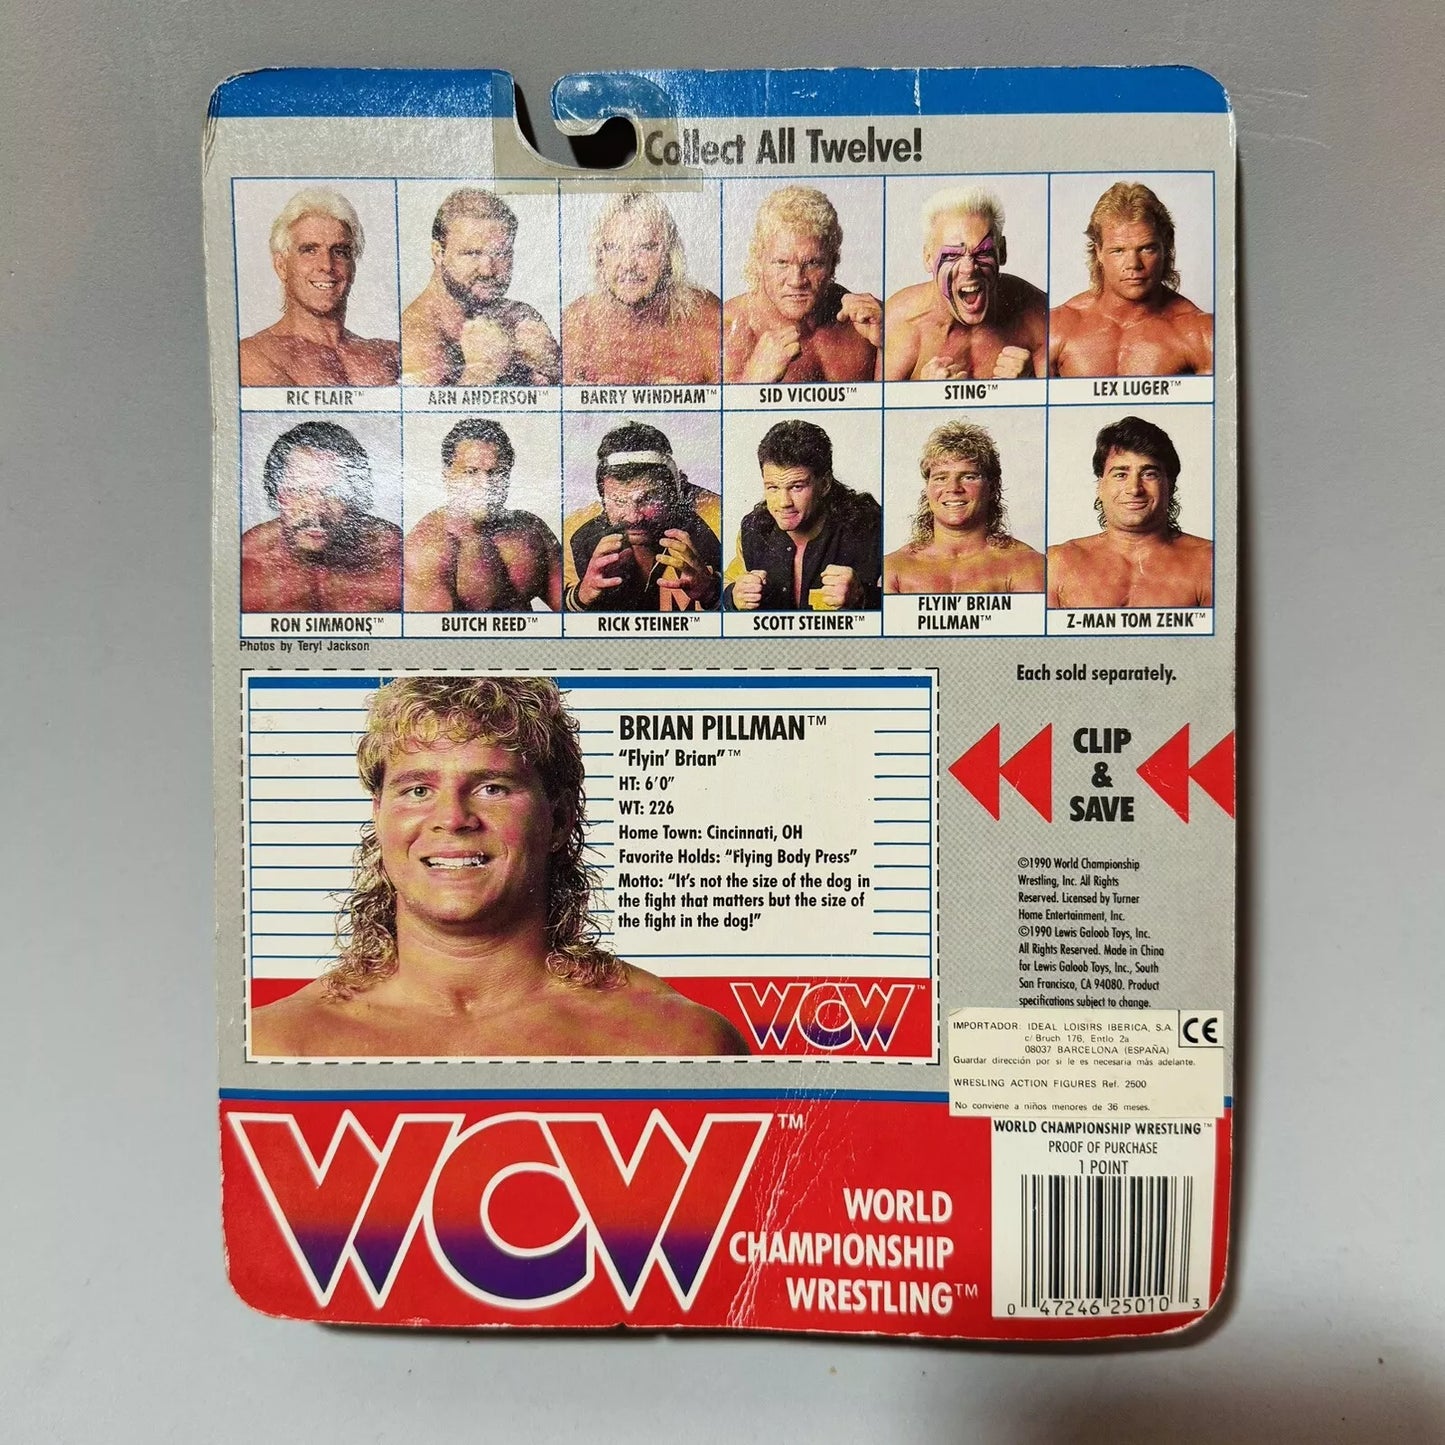 Collect All Twelve!
RIC FLAIR™
ARN ANDERSON™
BARRY WINDHAM™
SID VICIOUS™
STING™
LEX LUGER™
RON SIMMONS™
BUTCH REED™
RICK STEINER™
SCOTT STEINER™
FLYIN' BRIAN
PILLMAN™
Z-MAN TOM ZENK™
Photos by Teryl Jackson
BRIAN PILLMAN™
"Flyin' Brian"™
HT: 6'0"
WT: 226
Home Town: Cincinnati, OH
Favorite Holds: "Flying Body Press"
Motto: "It's not the size of the dog in
the fight that matters but the size of
the fight in the dog!"
WCW™
Each sold separately.
CLIP
&
SAVE
©1990 World Championship
Wrestling, Inc. All Rights
Reserved. Licensed by Turner
Home Entertainment, Inc.
©1990 Lewis Galoob Toys, Inc.
All Rights Reserved. Made in China
for Lewis Galoob Toys, Inc., South
San Francisco, CA 94080. Product
specifications subject to change.
IMPORTADOR: IDEAL LOISIRS IBERICA, S.A.
c/ Bruch 176, Entlo 2a
08037 BARCELONA (ESPAÑA)
CE
Guardar dirección por si le es necesaria más adelante.
WRESLING ACTION FIGURES Ref. 2500
No conviene a niños menores de 36 meses.
WCW™
WORLD
CHAMPIONSHIP
WRESTLING™
WORLD CHAMPIONSHIP WRESTLING™
PROOF OF PURCHASE
1 POINT
0 47246 25010 3